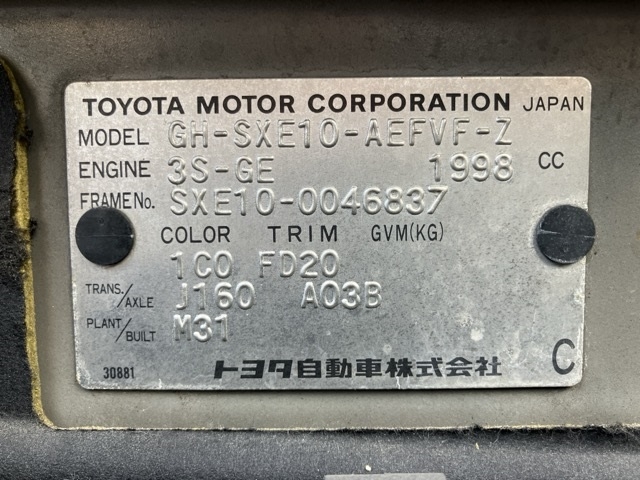 TOYOTA MOTOR CORPORATION JAPAN
MODEL GH-SXE10-AEFVF-Z
ENGINE 3S-GE 1998 CC
FRAME No. SXE10-0046837
COLOR TRIM GVM(KG)
1C0 FD20
TRANS./AXLE J160 A03B
PLANT/BUILT M31
30881 トヨタ自動車株式会社 C